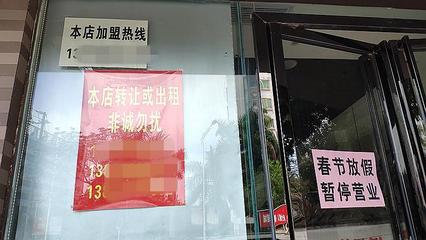 本店加盟热线
13
本店转让或出租
非诚勿扰
13
13
春节放假
暂停营业